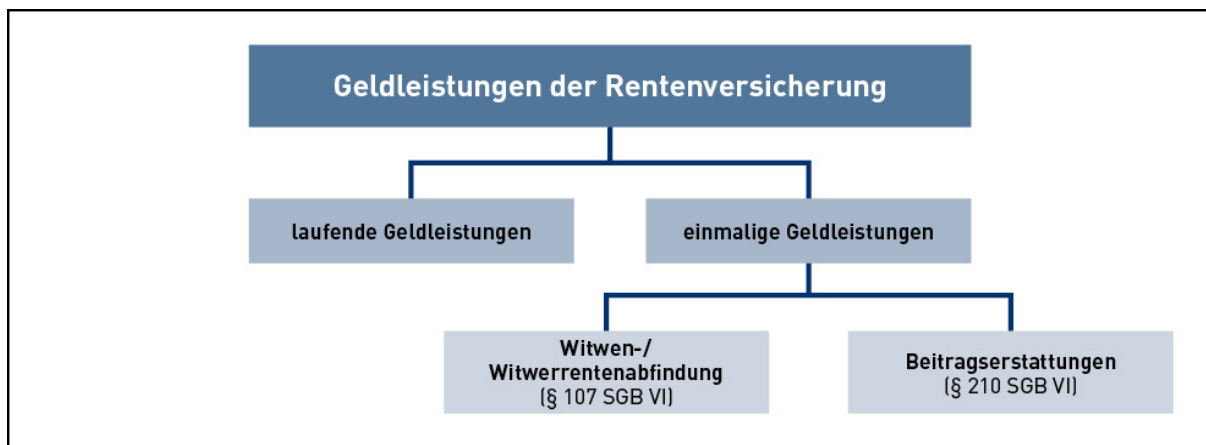 Geldleistungen der Rentenversicherung
laufende Geldleistungen
einmalige Geldleistungen
Witwen-/
Witwerrentenabfindung
(§ 107 SGB VI)
Beitragserstattungen
(§ 210 SGB VI)